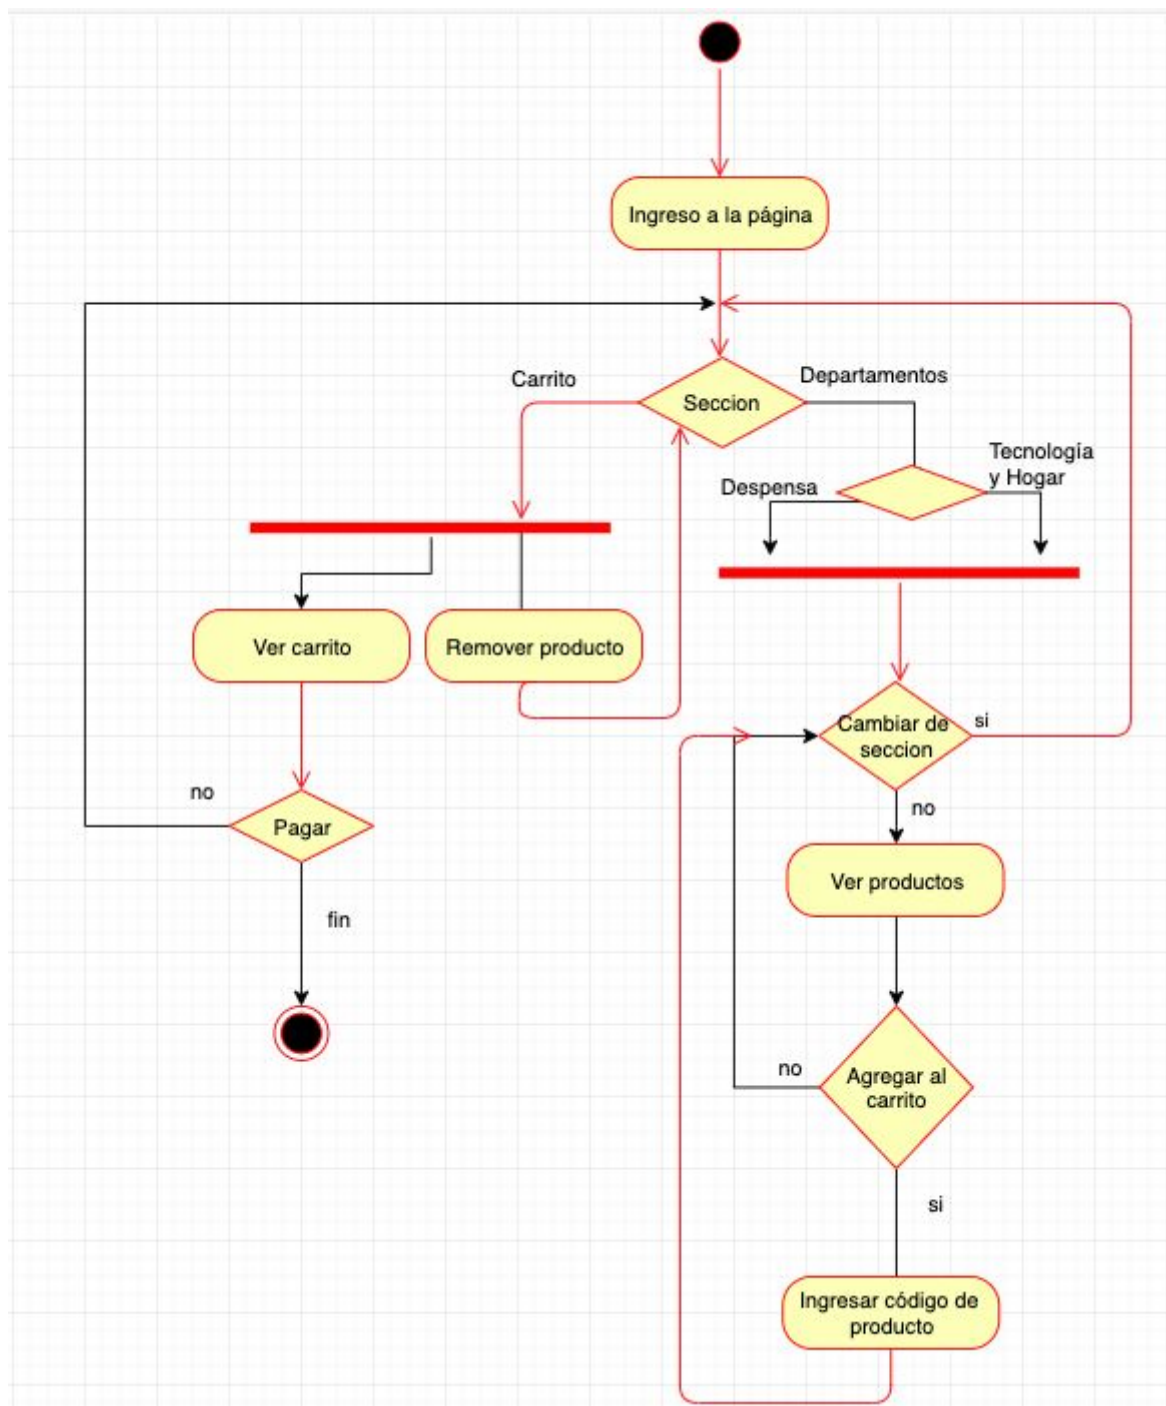 Ingreso a la página
Carrito
Departamentos
Seccion
Tecnología
y Hogar
Despensa
Ver carrito
Remover producto
Cambiar de
seccion
si
no
no
Pagar
Ver productos
fin
no
Agregar al
carrito
si
Ingresar código de
producto